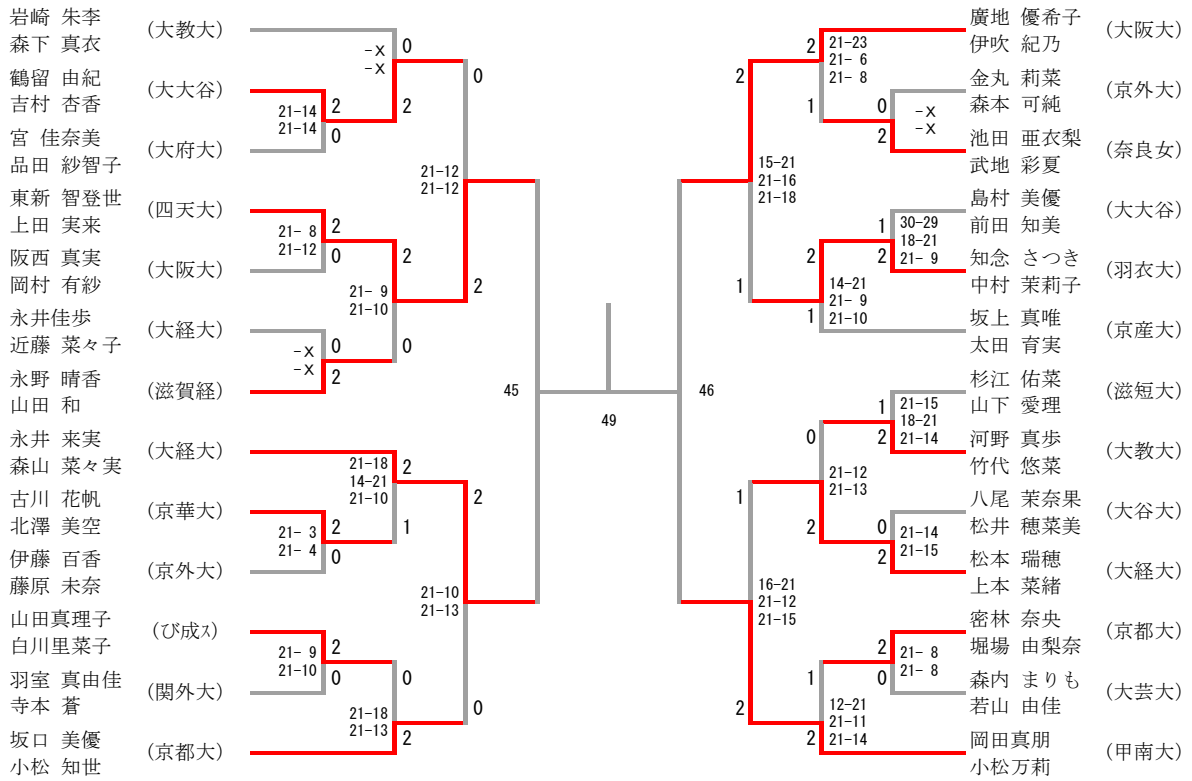 岩崎 朱李
森下 真衣
(大教大)
鶴留 由紀
吉村 杏香
(大大谷)
宮 佳奈美
品田 紗智子
(大府大)
東新 智登世
上田 実来
(四天大)
阪西 真実
岡村 有紗
(大阪大)
永井佳歩
近藤 菜々子
(大経大)
永野 晴香
山田 和
(滋賀経)
永井 来実
森山 菜々実
(大経大)
古川 花帆
北澤 美空
(京華大)
伊藤 百香
藤原 未奈
(京外大)
山田真理子
白川里菜子
(び成ス)
羽室 真由佳
寺本 蒼
(関外大)
坂口 美優
小松 知世
(京都大)
-X
-X
0
2
21-14
21-14
2
0
0
2
21-12
21-12
21- 8
21-12
2
0
21- 9
21-10
2
0
-X
-X
0
2
45
21-18
14-21
21-10
2
1
21- 3
21- 4
2
0
21-10
21-13
2
0
21- 9
21-10
2
0
21-18
21-13
0
2
49
46
2
1
15-21
21-16
21-18
2
1
21-23
21- 6
21- 8
0
2
-X
-X
2
1
14-21
21- 9
21-10
1
2
30-29
18-21
21- 9
1
2
16-21
21-12
21-15
0
2
21-12
21-13
1
2
21-15
18-21
21-14
0
2
21-14
21-15
1
2
12-21
21-11
21-14
2
0
21- 8
21- 8
廣地 優希子
伊吹 紀乃
(大阪大)
金丸 莉菜
森本 可純
(京外大)
池田 亜衣梨
武地 彩夏
(奈良女)
島村 美優
前田 知美
(大大谷)
知念 さつき
中村 茉莉子
(羽衣大)
坂上 真唯
太田 育実
(京産大)
杉江 佑菜
山下 愛理
(滋短大)
河野 真歩
竹代 悠菜
(大教大)
八尾 茉奈果
松井 穂菜美
(大谷大)
松本 瑞穂
上本 菜緒
(大経大)
密林 奈央
堀場 由梨奈
(京都大)
森内 まりも
若山 由佳
(大芸大)
岡田真朋
小松万莉
(甲南大)